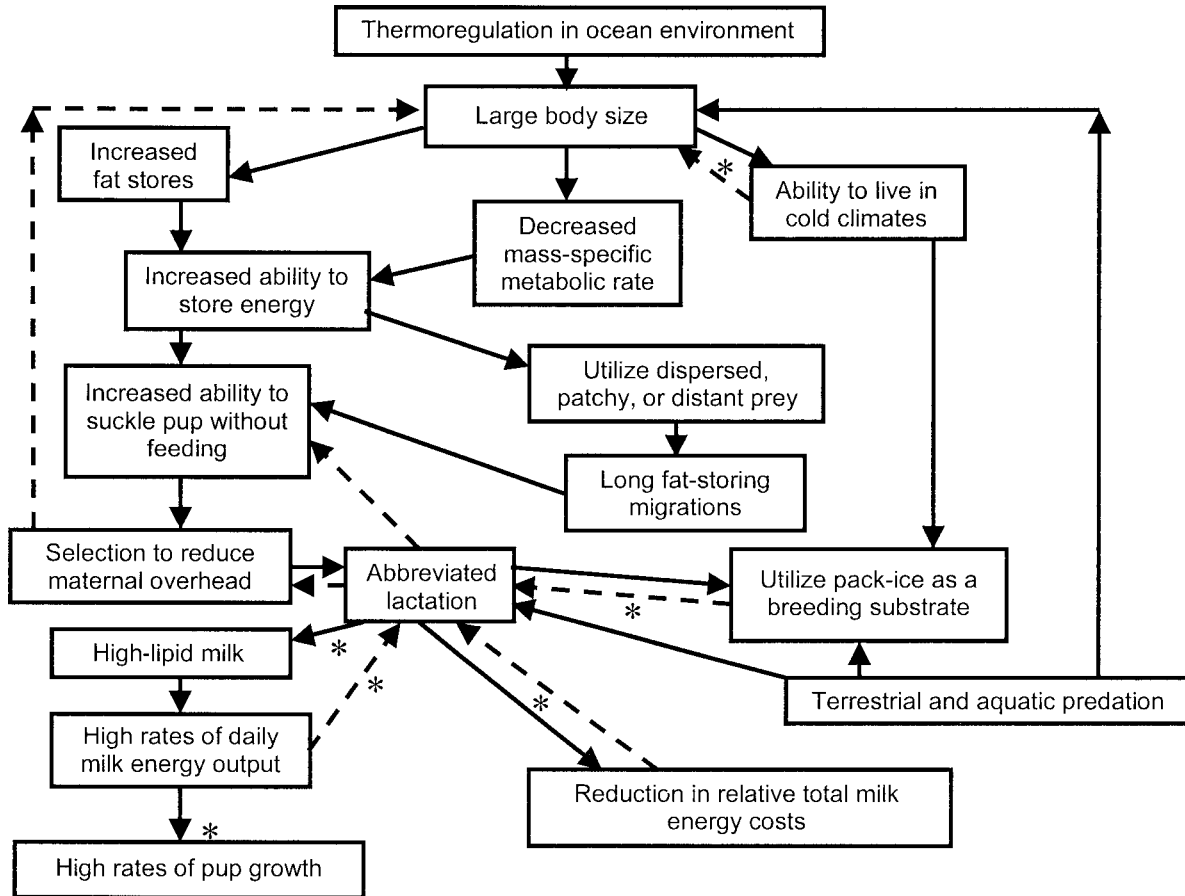 Thermoregulation in ocean environment
Large body size
Increased
fat stores
*
Ability to live in
cold climates
Decreased
mass-specific
metabolic rate
Increased ability to
store energy
Utilize dispersed,
patchy, or distant prey
Increased ability to
suckle pup without
feeding
Long fat-storing
migrations
Selection to reduce
maternal overhead
Abbreviated
lactation
Utilize pack-ice as a
breeding substrate
*
High-lipid milk
*
*
*
Terrestrial and aquatic predation
High rates of daily
milk energy output
Reduction in relative total milk
energy costs
*
High rates of pup growth